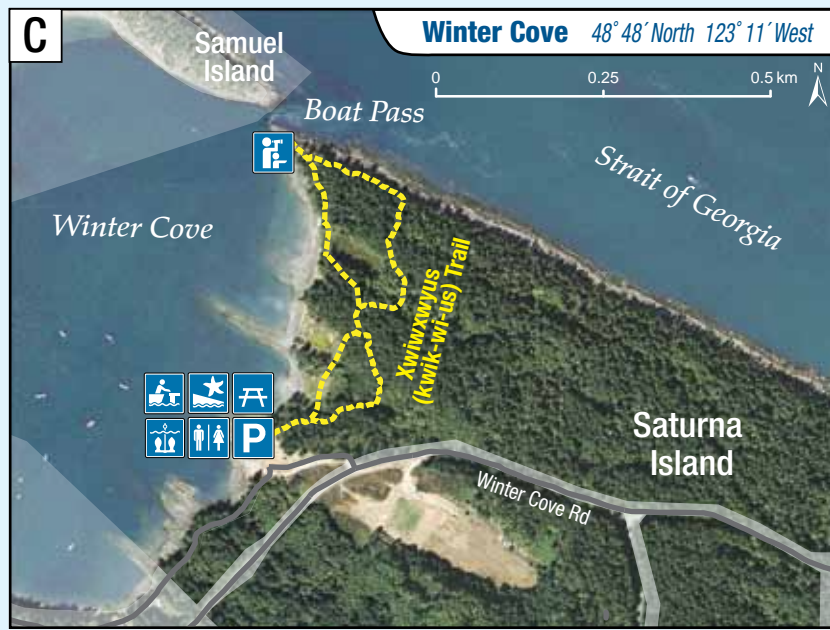 C
Winter Cove 48° 48´ North 123° 11´ West
Samuel
Island
0 0.25 0.5 km
N
Boat Pass
Strait of Georgia
Winter Cove
Xwiwxwyus
(kwik-wi-us) Trail
P
Saturna
Island
Winter Cove Rd